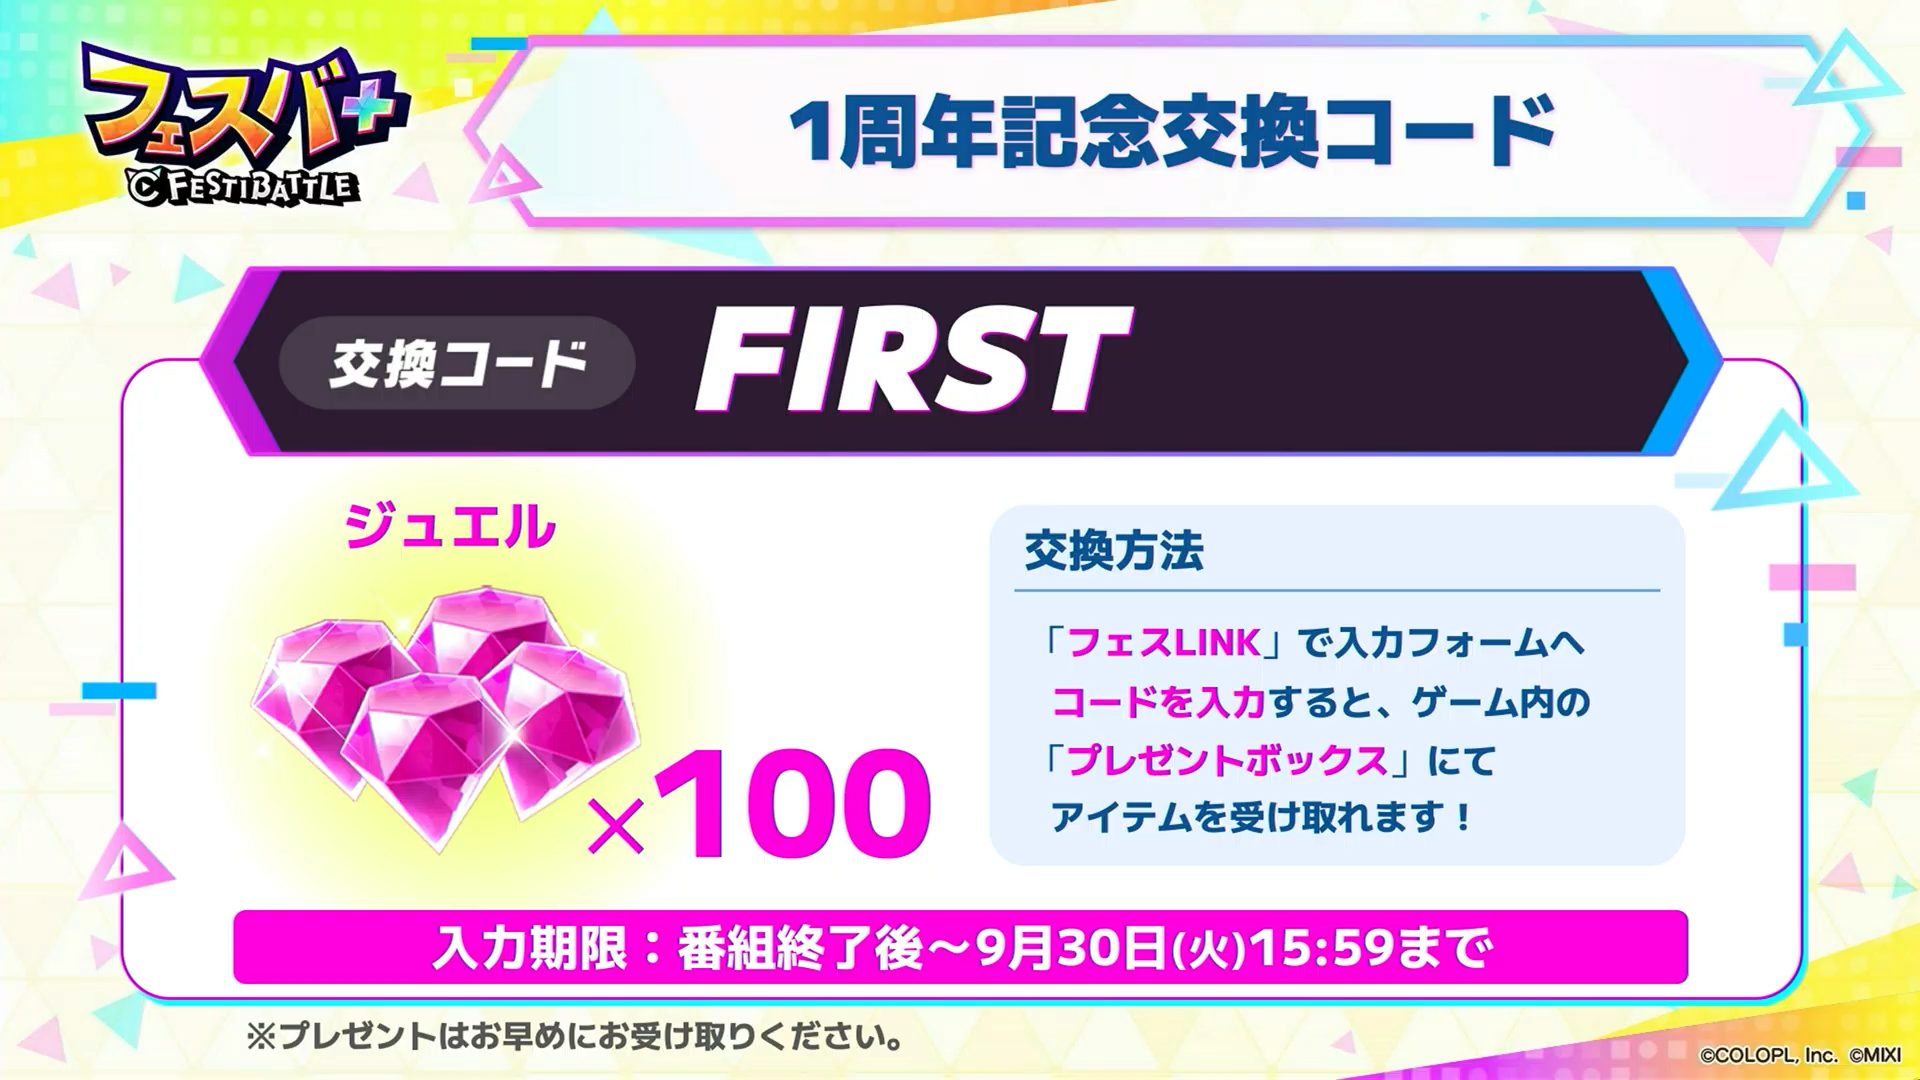 フェスバ+
FESTIBATTLE
1周年記念交換コード
交換コード
FIRST
ジュエル
×100
交換方法
「フェスLINK」で入力フォームへ
コードを入力すると、ゲーム内の
「プレゼントボックス」にて
アイテムを受け取れます！
入力期限：番組終了後～9月30日(火)15:59まで
※プレゼントはお早めにお受け取りください。
©COLOPL, Inc. ©MIXI